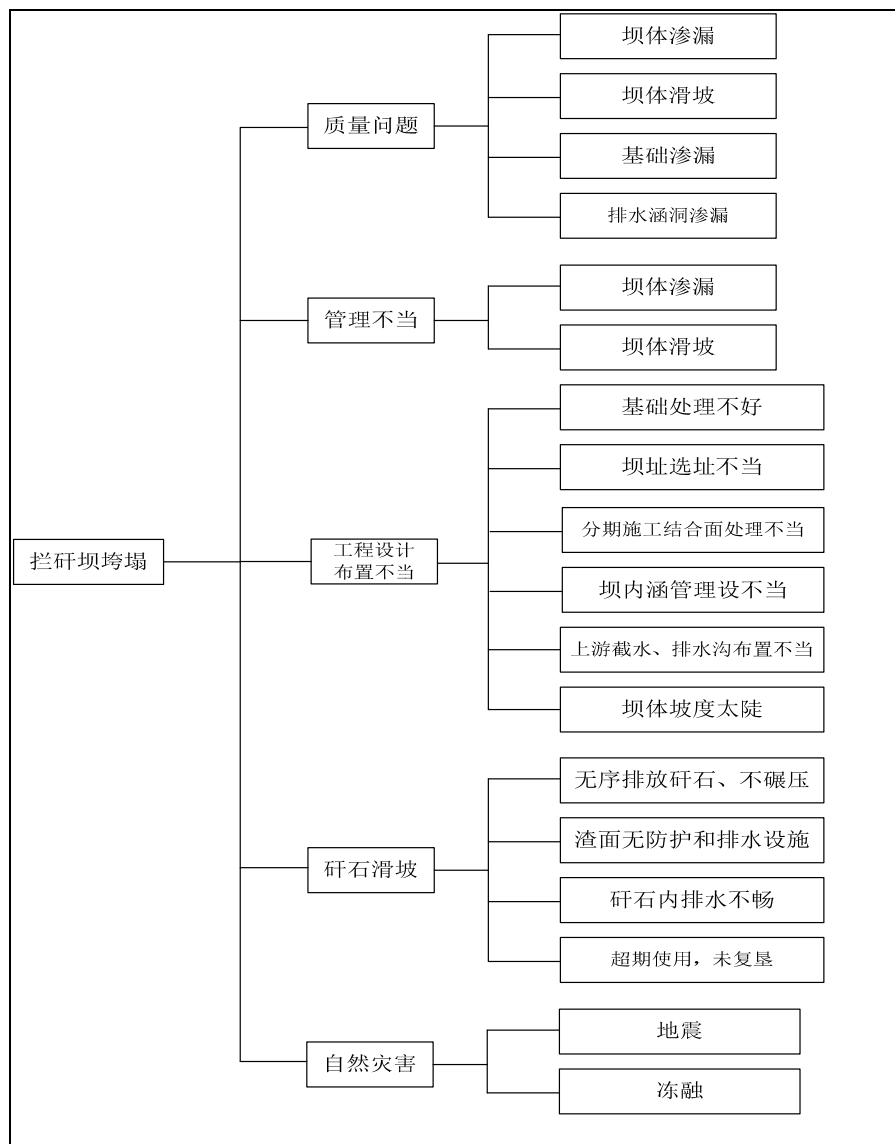 拦矸坝垮塌
质量问题
坝体渗漏
坝体滑坡
基础渗漏
排水涵洞渗漏
管理不当
坝体渗漏
坝体滑坡
工程设计
布置不当
基础处理不好
坝址选址不当
分期施工结合面处理不当
坝内涵管理设不当
上游截水、排水沟布置不当
坝体坡度太陡
矸石滑坡
无序排放矸石、不碾压
渣面无防护和排水设施
矸石内排水不畅
超期使用，未复垦
自然灾害
地震
冻融